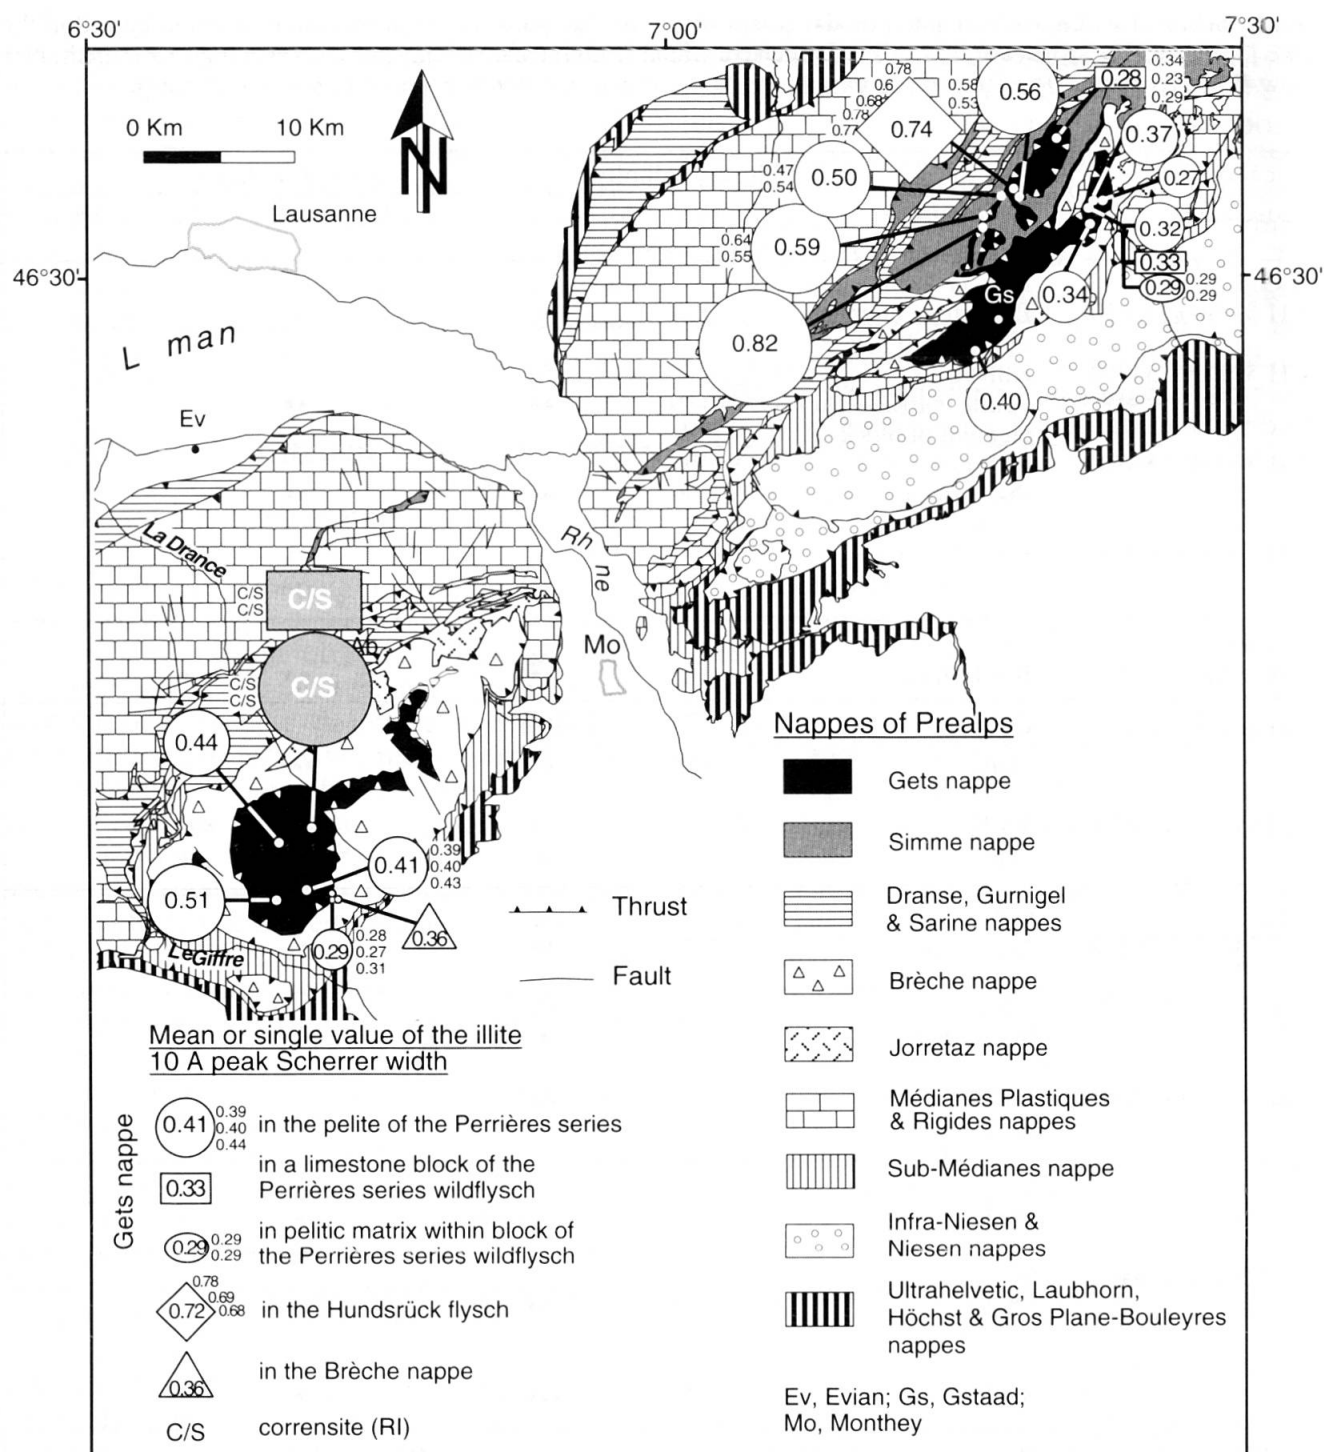 6°30' 7°00' 7°30'
0 Km 10 Km
N
Lausanne
46°30' 46°30'
L man
Ev
La Drance
Rh ne
Mo
Gs
0.78
0.6
0.68
0.78
0.77
0.74
0.58
0.53
0.56
0.28
0.34
0.23
0.29
0.37
0.27
0.32
0.33
0.29
0.29
0.29
0.34
0.40
0.47
0.54
0.50
0.64
0.55
0.59
0.82
C/S
C/S
C/S
C/S
C/S
C/S
0.44
0.51
0.41
0.39
0.40
0.43
0.36
0.29
0.28
0.27
0.31
Le Giffre
Thrust
Fault
Mean or single value of the illite
10 A peak Scherrer width
Gets nappe
0.41 0.39 0.40 0.44 in the pelite of the Perrières series
in a limestone block of the
0.33 Perrières series wildflysch
in pelitic matrix within block of
0.29 0.29 0.29 the Perrières series wildflysch
0.72 0.78 0.69 0.68 in the Hundsrück flysch
0.36 in the Brèche nappe
C/S corrensite (RI)
Nappes of Prealps
Gets nappe
Simme nappe
Dranse, Gurnigel
& Sarine nappes
Brèche nappe
Jorretaz nappe
Médianes Plastiques
& Rigides nappes
Sub-Médianes nappe
Infra-Niesen &
Niesen nappes
Ultrahelvetic, Laubhorn,
Höchst & Gros Plane-Bouleyres
nappes
Ev, Evian; Gs, Gstaad;
Mo, Monthey